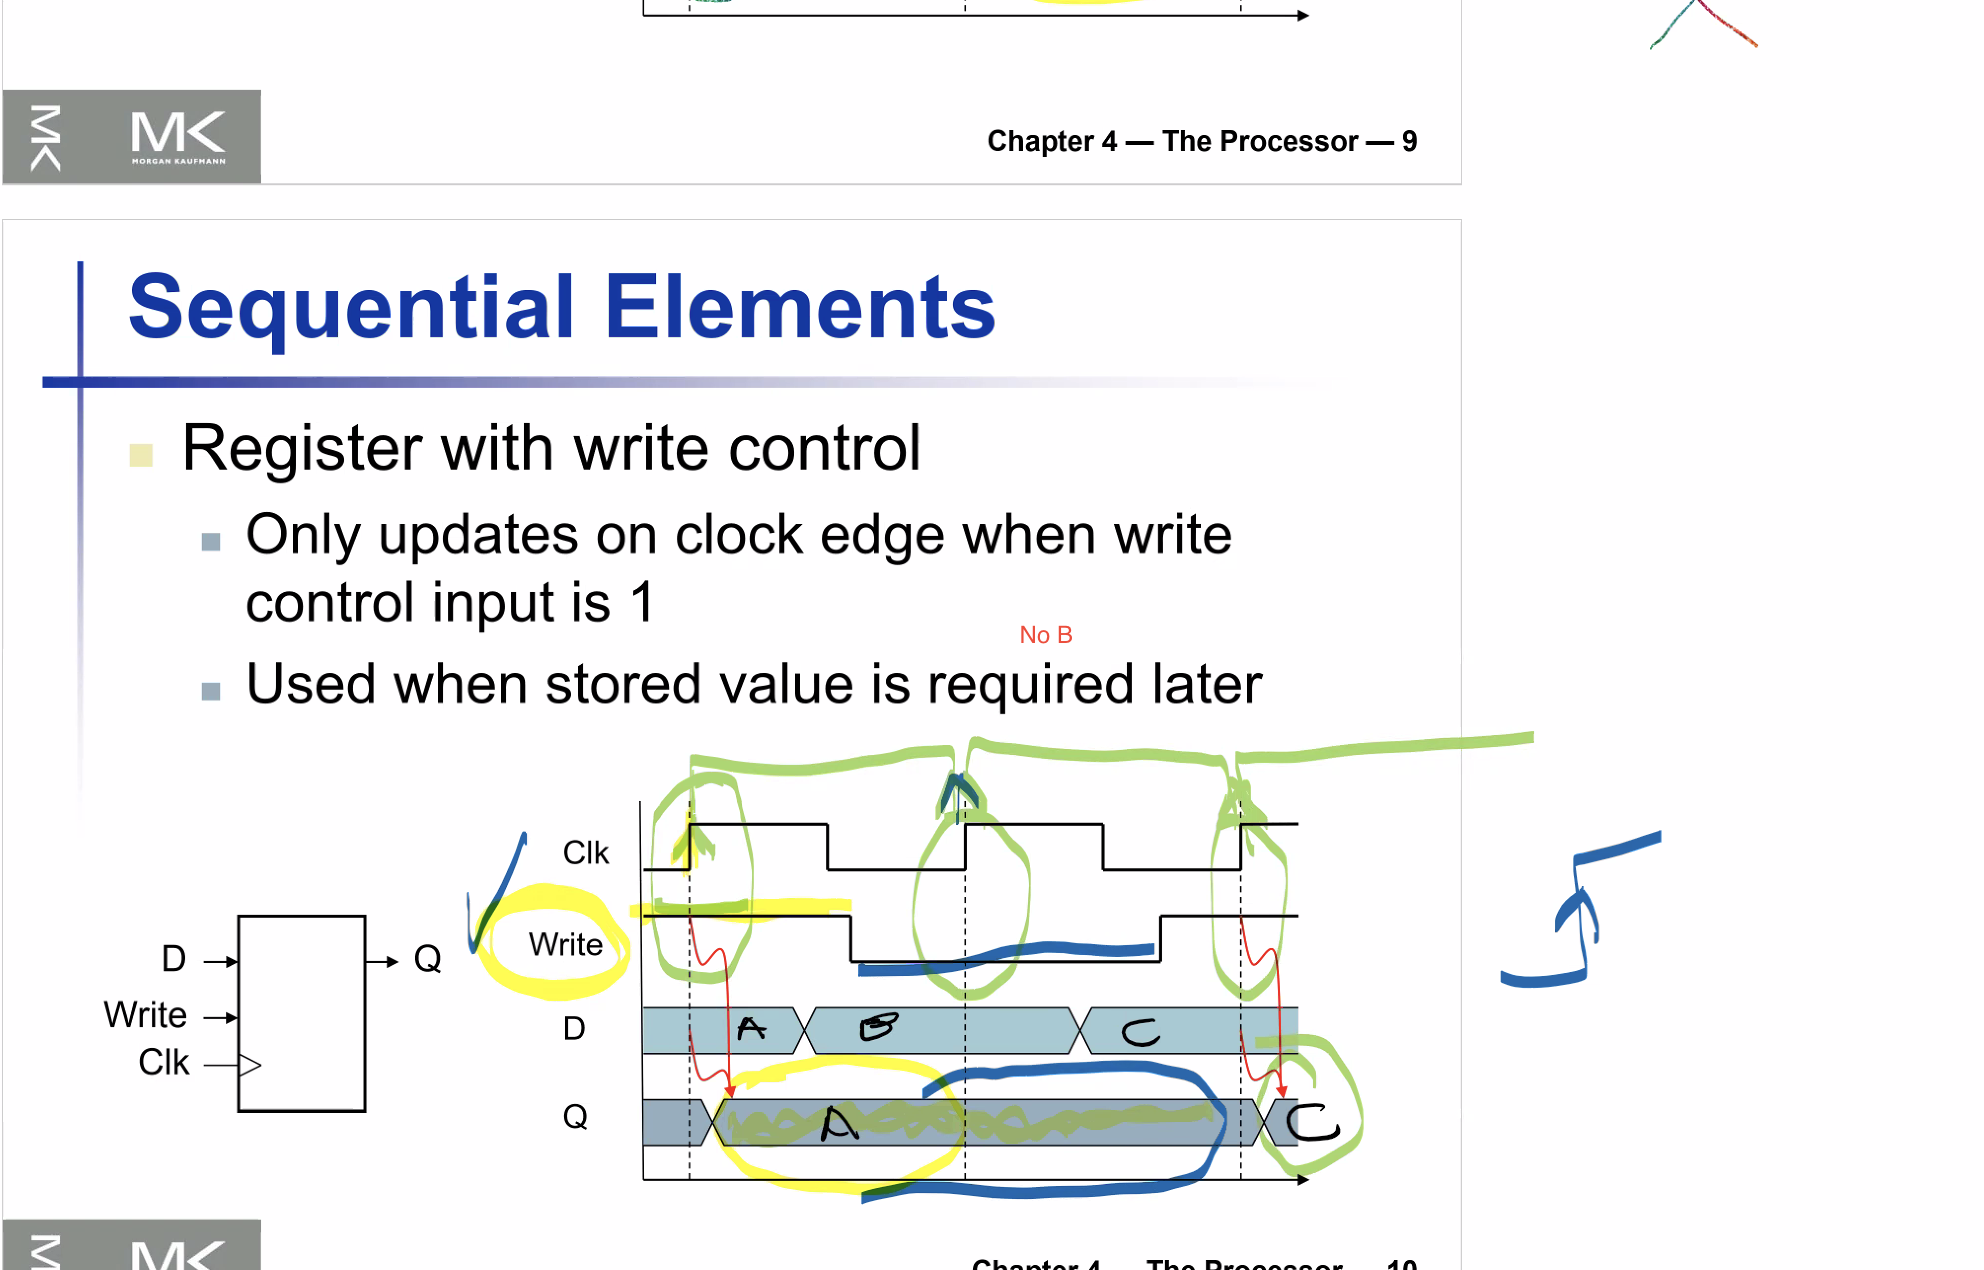 MK
MK
MORGAN KAUFMANN
Chapter 4 — The Processor — 9
Sequential Elements
Register with write control
Only updates on clock edge when write
control input is 1
No B
Used when stored value is required later
Clk
Write
D
A B C
Q
A C
D
Q
Write
Clk
MK
MK
Chapter 4 — The Processor — 10